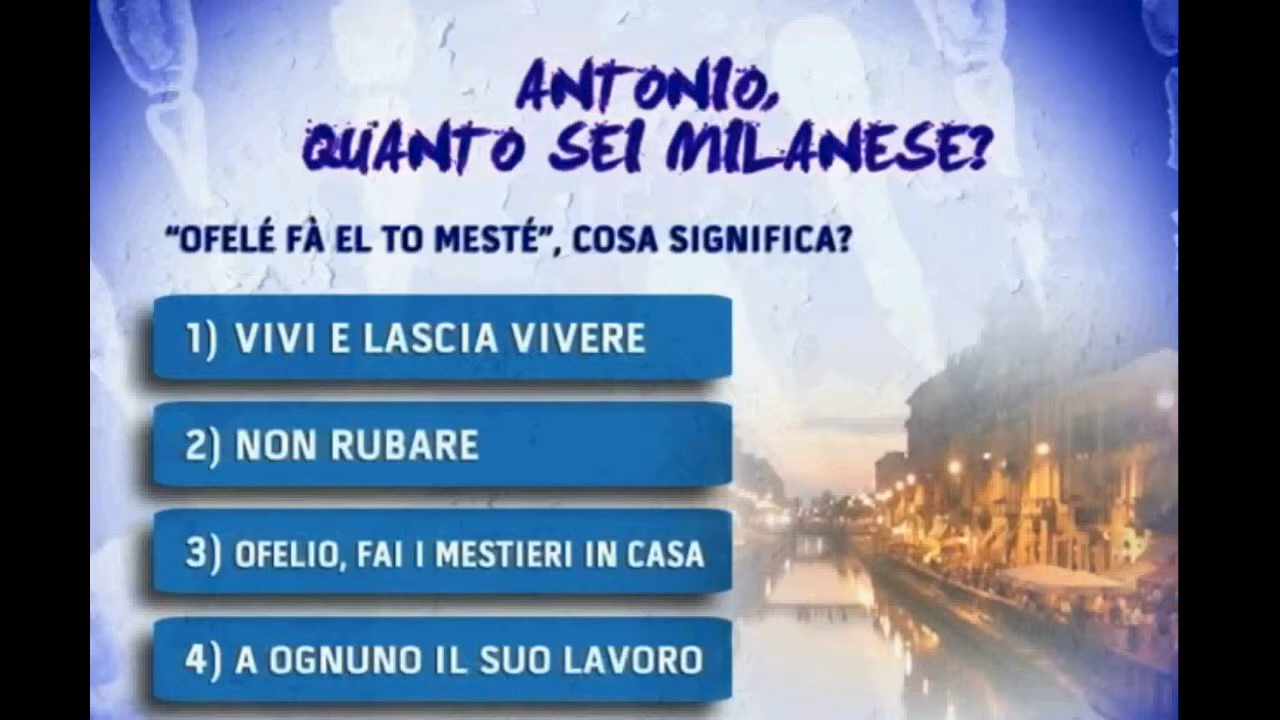 ANTONIO,
QUANTO SEI MILANESE?
“OFELÉ FÀ EL TO MESTÉ”, COSA SIGNIFICA?
1) VIVI E LASCIA VIVERE
2) NON RUBARE
3) OFELIO, FAI I MESTIERI IN CASA
4) A OGNUNO IL SUO LAVORO